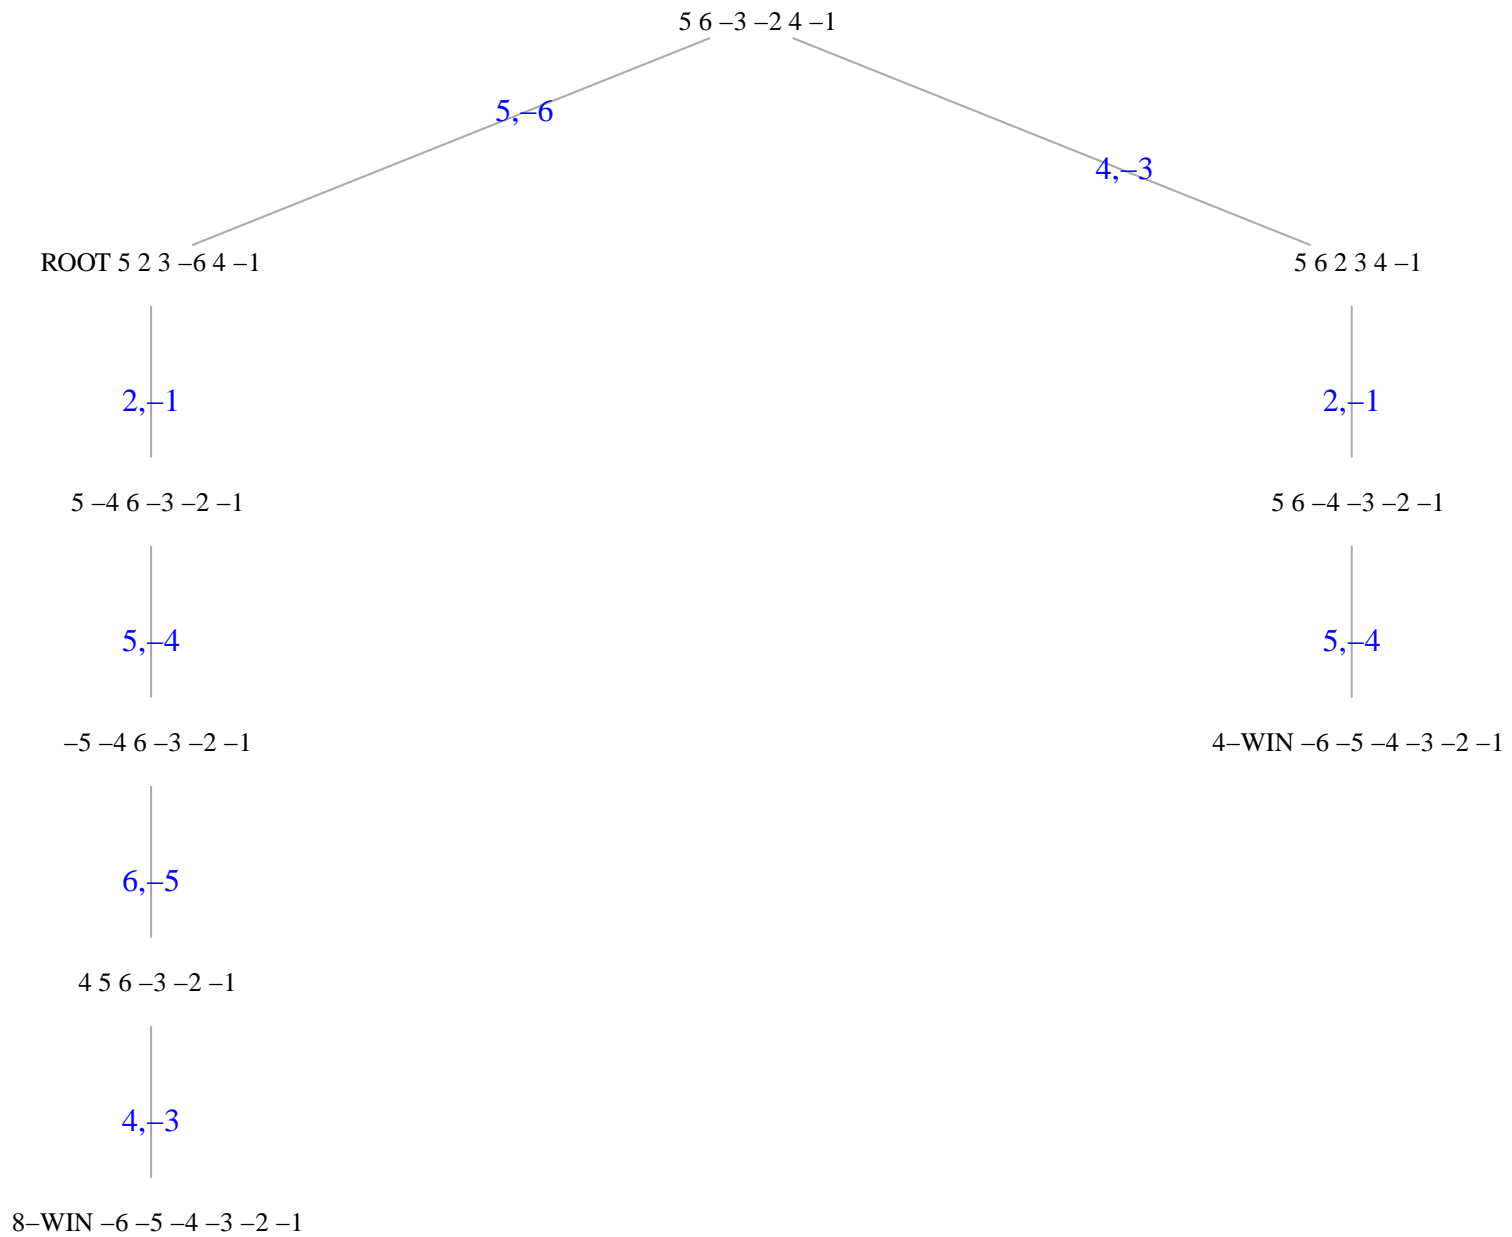 5 6 –3 –2 4 –1
5,–6
4,–3
ROOT 5 2 3 –6 4 –1
5 6 2 3 4 –1
2,–1
2,–1
5 –4 6 –3 –2 –1
5 6 –4 –3 –2 –1
5,–4
5,–4
–5 –4 6 –3 –2 –1
4–WIN –6 –5 –4 –3 –2 –1
6,–5
4 5 6 –3 –2 –1
4,–3
8–WIN –6 –5 –4 –3 –2 –1